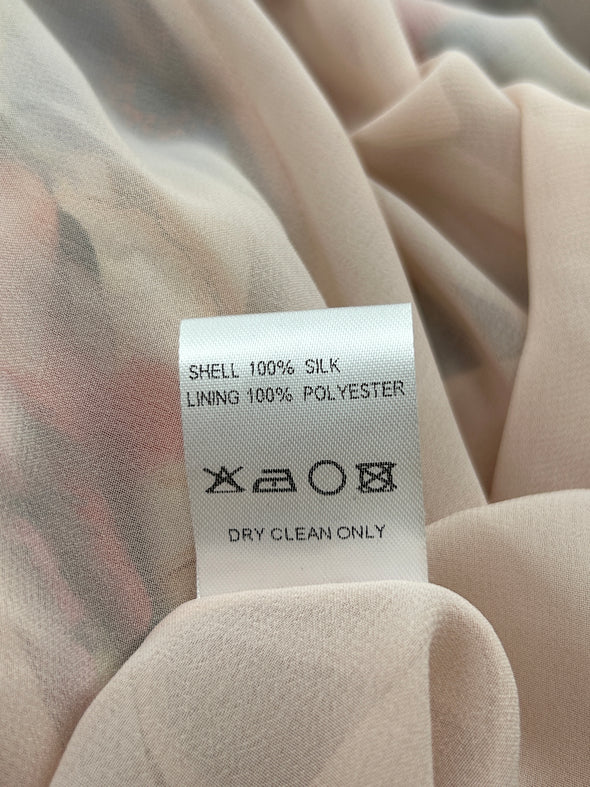 SHELL 100% SILK
LINING 100% POLYESTER
DRY CLEAN ONLY